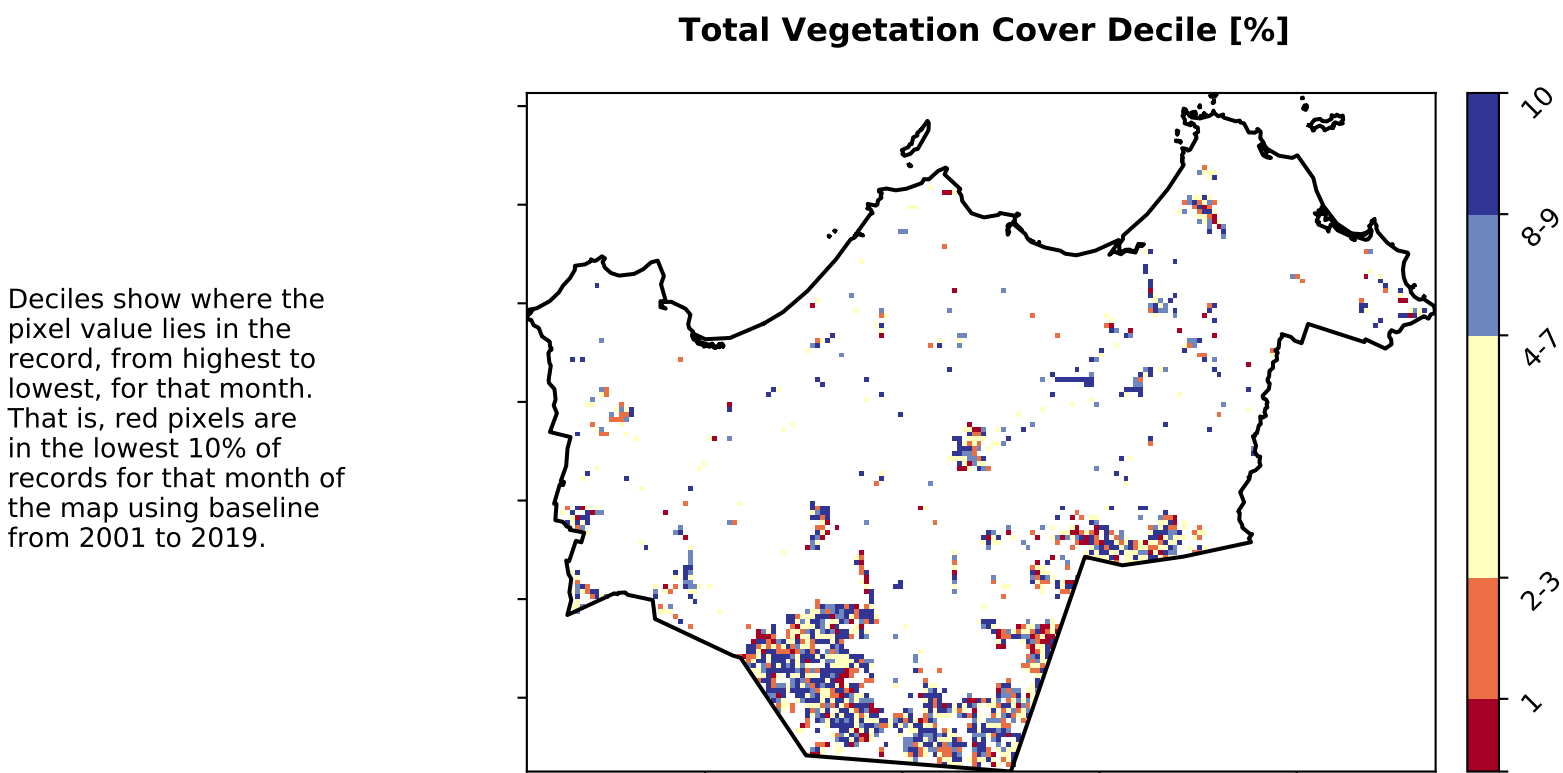 Total Vegetation Cover Decile [%]
Deciles show where the
pixel value lies in the
record, from highest to
lowest, for that month.
That is, red pixels are
in the lowest 10% of
records for that month of
the map using baseline
from 2001 to 2019.
10
8-9
4-7
2-3
1